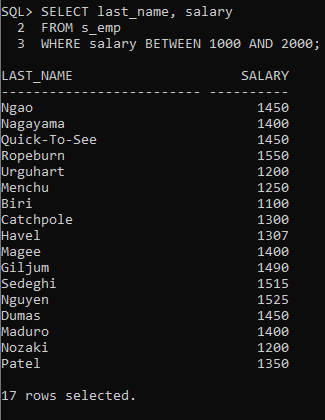 SQL> SELECT last_name, salary
2 FROM s_emp
3 WHERE salary BETWEEN 1000 AND 2000;
LAST_NAME SALARY
------------------------- ----------
Ngao 1450
Nagayama 1400
Quick-To-See 1450
Ropeburn 1550
Urguhart 1200
Menchu 1250
Biri 1100
Catchpole 1300
Havel 1307
Magee 1400
Giljum 1490
Sedeghi 1515
Nguyen 1525
Dumas 1450
Maduro 1400
Nozaki 1200
Patel 1350
17 rows selected.